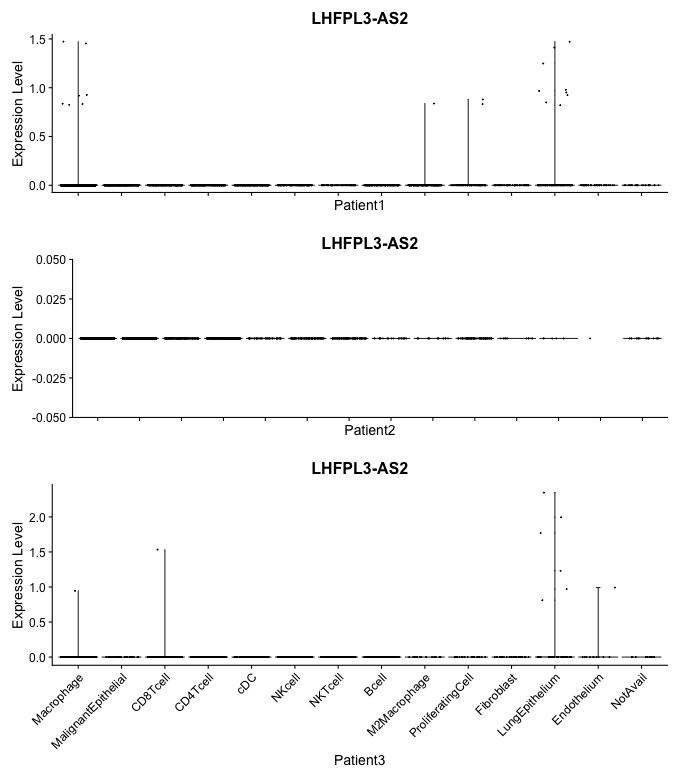 LHFPL3-AS2
Expression Level
1.5
1.0
0.5
0.0
Patient1
LHFPL3-AS2
Expression Level
0.050
0.025
0.000
-0.025
-0.050
Patient2
LHFPL3-AS2
Expression Level
2.0
1.5
1.0
0.5
0.0
Macrophage
MalignantEpithelial
CD8Tcell
CD4Tcell
cDC
NKcell
NKTcell
Bcell
M2Macrophage
ProliferatingCell
Fibroblast
LungEpithelium
Endothelium
NotAvail
Patient3